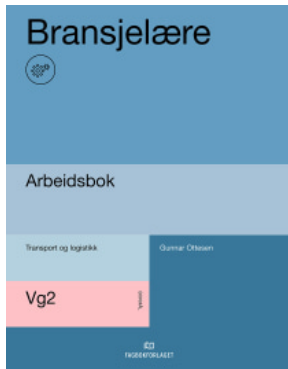 Bransjelære
Arbeidsbok
Transport og logistikk
Gunnar Ottesen
Vg2
FAGBOKFORLAGET